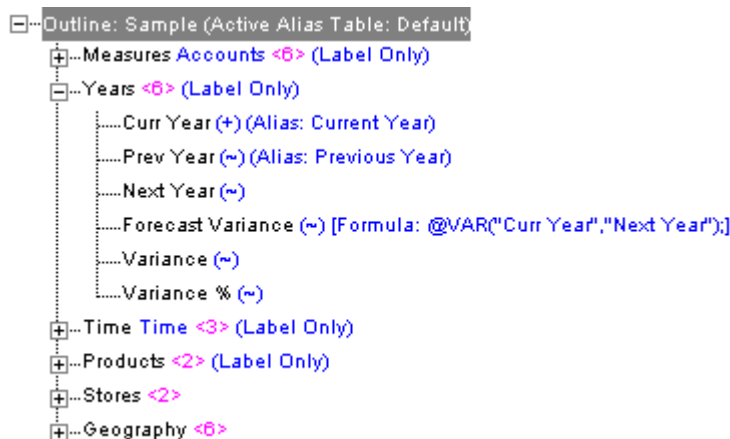 Outline: Sample (Active Alias Table: Default)
Measures Accounts <6> (Label Only)
Years <6> (Label Only)
Curr Year (+) (Alias: Current Year)
Prev Year (~) (Alias: Previous Year)
Next Year (~)
Forecast Variance (~) [Formula: @VAR("Curr Year","Next Year");]
Variance (~)
Variance % (~)
Time Time <3> (Label Only)
Products <2> (Label Only)
Stores <2>
Geography <6>